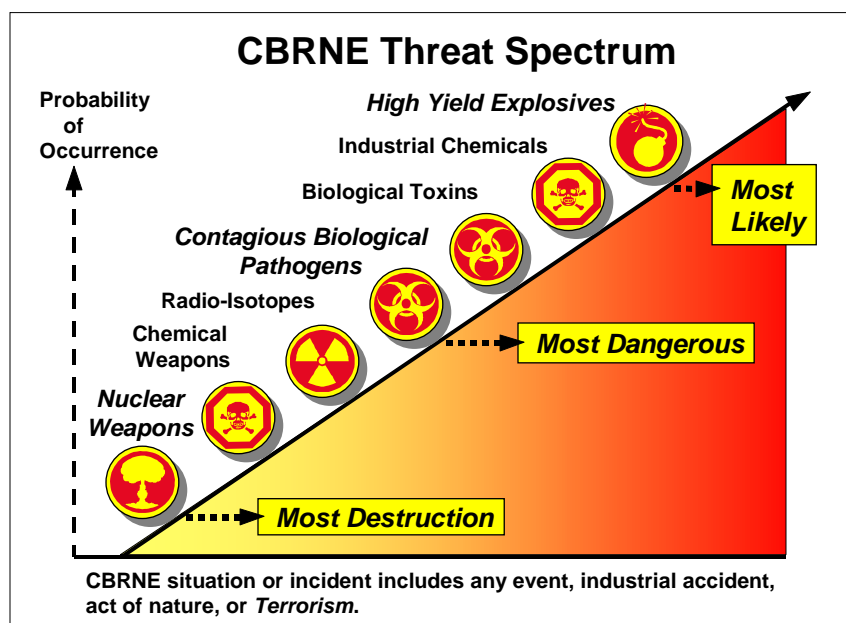 CBRNE Threat Spectrum
Probability
of
Occurrence
High Yield Explosives
Industrial Chemicals
Biological Toxins
Contagious Biological
Pathogens
Radio-Isotopes
Chemical
Weapons
Nuclear
Weapons
Most
Likely
Most Dangerous
Most Destruction
CBRNE situation or incident includes any event, industrial accident,
act of nature, or Terrorism.